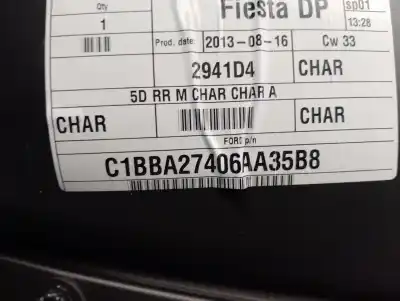 Qty
Fiesta DP
sp01
1
13:28
Prod. date:
2013-08-16
Cw 33
2941D4
CHAR
5D RR M CHAR CHAR A
CHAR
CHAR
FORD p/n
C1BBA27406AA35B8